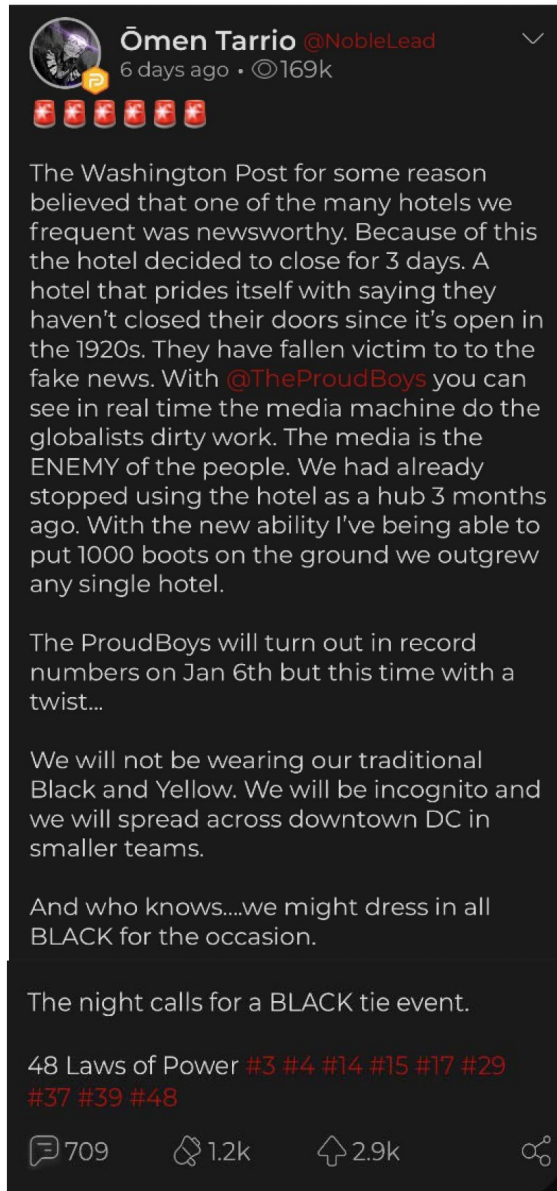 Ōmen Tarrio @NobleLead
6 days ago • 169k
🚨🚨🚨🚨🚨🚨
The Washington Post for some reason
believed that one of the many hotels we
frequent was newsworthy. Because of this
the hotel decided to close for 3 days. A
hotel that prides itself with saying they
haven't closed their doors since it's open in
the 1920s. They have fallen victim to to the
fake news. With @TheProudBoys you can
see in real time the media machine do the
globalists dirty work. The media is the
ENEMY of the people. We had already
stopped using the hotel as a hub 3 months
ago. With the new ability I've being able to
put 1000 boots on the ground we outgrew
any single hotel.
The ProudBoys will turn out in record
numbers on Jan 6th but this time with a
twist...
We will not be wearing our traditional
Black and Yellow. We will be incognito and
we will spread across downtown DC in
smaller teams.
And who knows....we might dress in all
BLACK for the occasion.
The night calls for a BLACK tie event.
48 Laws of Power #3 #4 #14 #15 #17 #29
#37 #39 #48
709 1.2k 2.9k